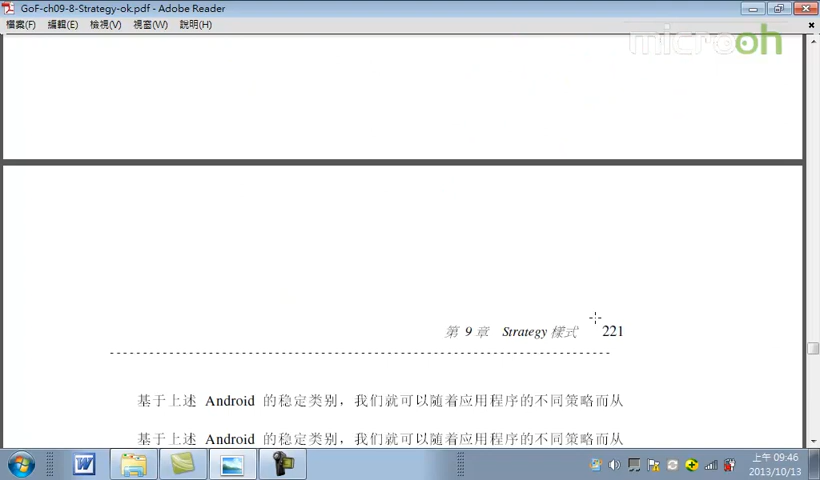 GoF-ch09-8-Strategy-ok.pdf - Adobe Reader
檔案(F) 編輯(E) 檢視(V) 視窗(W) 說明(H)
microoh
第 9 章 Strategy 樣式 221
基于上述 Android 的稳定类别，我们就可以随着应用程序的不同策略而从
基于上述 Android 的稳定类别，我们就可以随着应用程序的不同策略而从
上午 09:46
2013/10/13